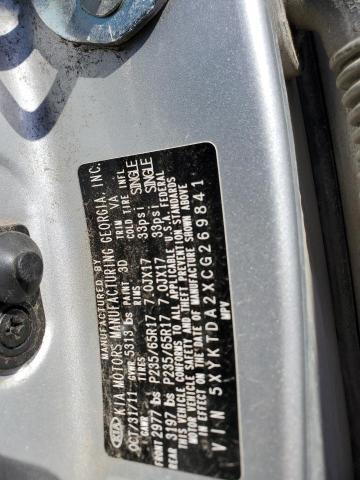 MANUFACTURED BY
KIA KIA MOTORS MANUFACTURING GEORGIA, INC.
OCT/31/11 GVWR 5313 lbs PAINT 3D TRIM
GAWR TIRES RIMS COLD TIRE INFL
FRONT 2977 lbs P235/65R17 7.0JX17 33psi SINGLE
REAR 3197 lbs P235/65R17 7.0JX17 33psi SINGLE
THIS VEHICLE CONFORMS TO ALL APPLICABLE U.S.A. FEDERAL
MOTOR VEHICLE SAFETY AND THEFT PREVENTION STANDARDS
IN EFFECT ON THE DATE OF MANUFACTURE SHOWN ABOVE
VIN 5XYKTDA2XCG269841
MPV